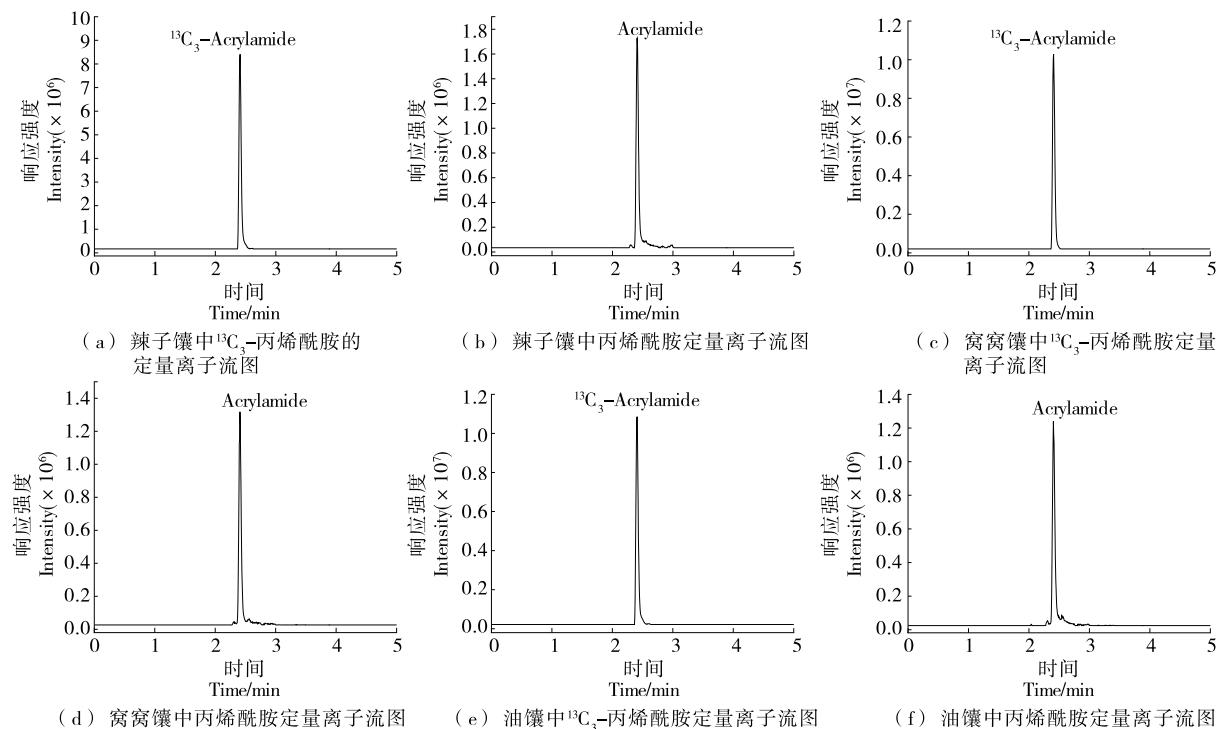 10
9
8
7
6
5
4
3
2
1
0
响应强度
Intensity(×10⁶)
¹³C₃-Acrylamide
0 1 2 3 4 5
时间
Time/min
(a) 辣子馕中¹³C₃-丙烯酰胺的
定量离子流图
1.8
1.6
1.4
1.2
1.0
0.8
0.6
0.4
0.2
0.0
响应强度
Intensity(×10⁶)
Acrylamide
0 1 2 3 4 5
时间
Time/min
(b) 辣子馕中丙烯酰胺定量离子流图
1.2
1.0
0.8
0.6
0.4
0.2
0.0
响应强度
Intensity(×10⁷)
¹³C₃-Acrylamide
0 1 2 3 4 5
时间
Time/min
(c) 窝窝馕中¹³C₃-丙烯酰胺定量
离子流图
1.4
1.2
1.0
0.8
0.6
0.4
0.2
0.0
响应强度
Intensity(×10⁶)
Acrylamide
0 1 2 3 4 5
时间
Time/min
(d) 窝窝馕中丙烯酰胺定量离子流图
1.2
1.0
0.8
0.6
0.4
0.2
0.0
响应强度
Intensity(×10⁷)
¹³C₃-Acrylamide
0 1 2 3 4 5
时间
Time/min
(e) 油馕中¹³C₃-丙烯酰胺定量离子流图
1.4
1.2
1.0
0.8
0.6
0.4
0.2
0.0
响应强度
Intensity(×10⁶)
Acrylamide
0 1 2 3 4 5
时间
Time/min
(f) 油馕中丙烯酰胺定量离子流图